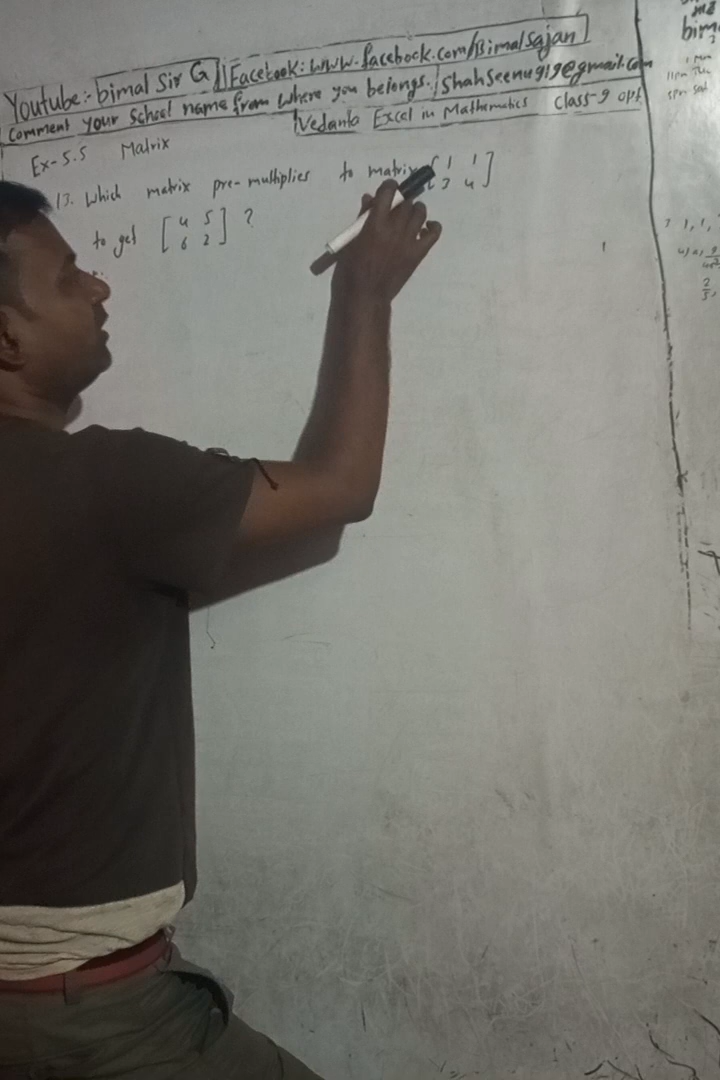 Youtube:- bimal Sir G || Facebook: www.facebook.com/Bimalsajan
Comment your School name from where you belongs. / Shahseenu919@gmail.com
Vedanta Excel in Mathematics Class-9 opt
Ex-5.5 Matrix
13. Which matrix pre-multiplies to matrix [ 1 1
3 4 ]
to get [ 4 5
6 2 ] ?
bim